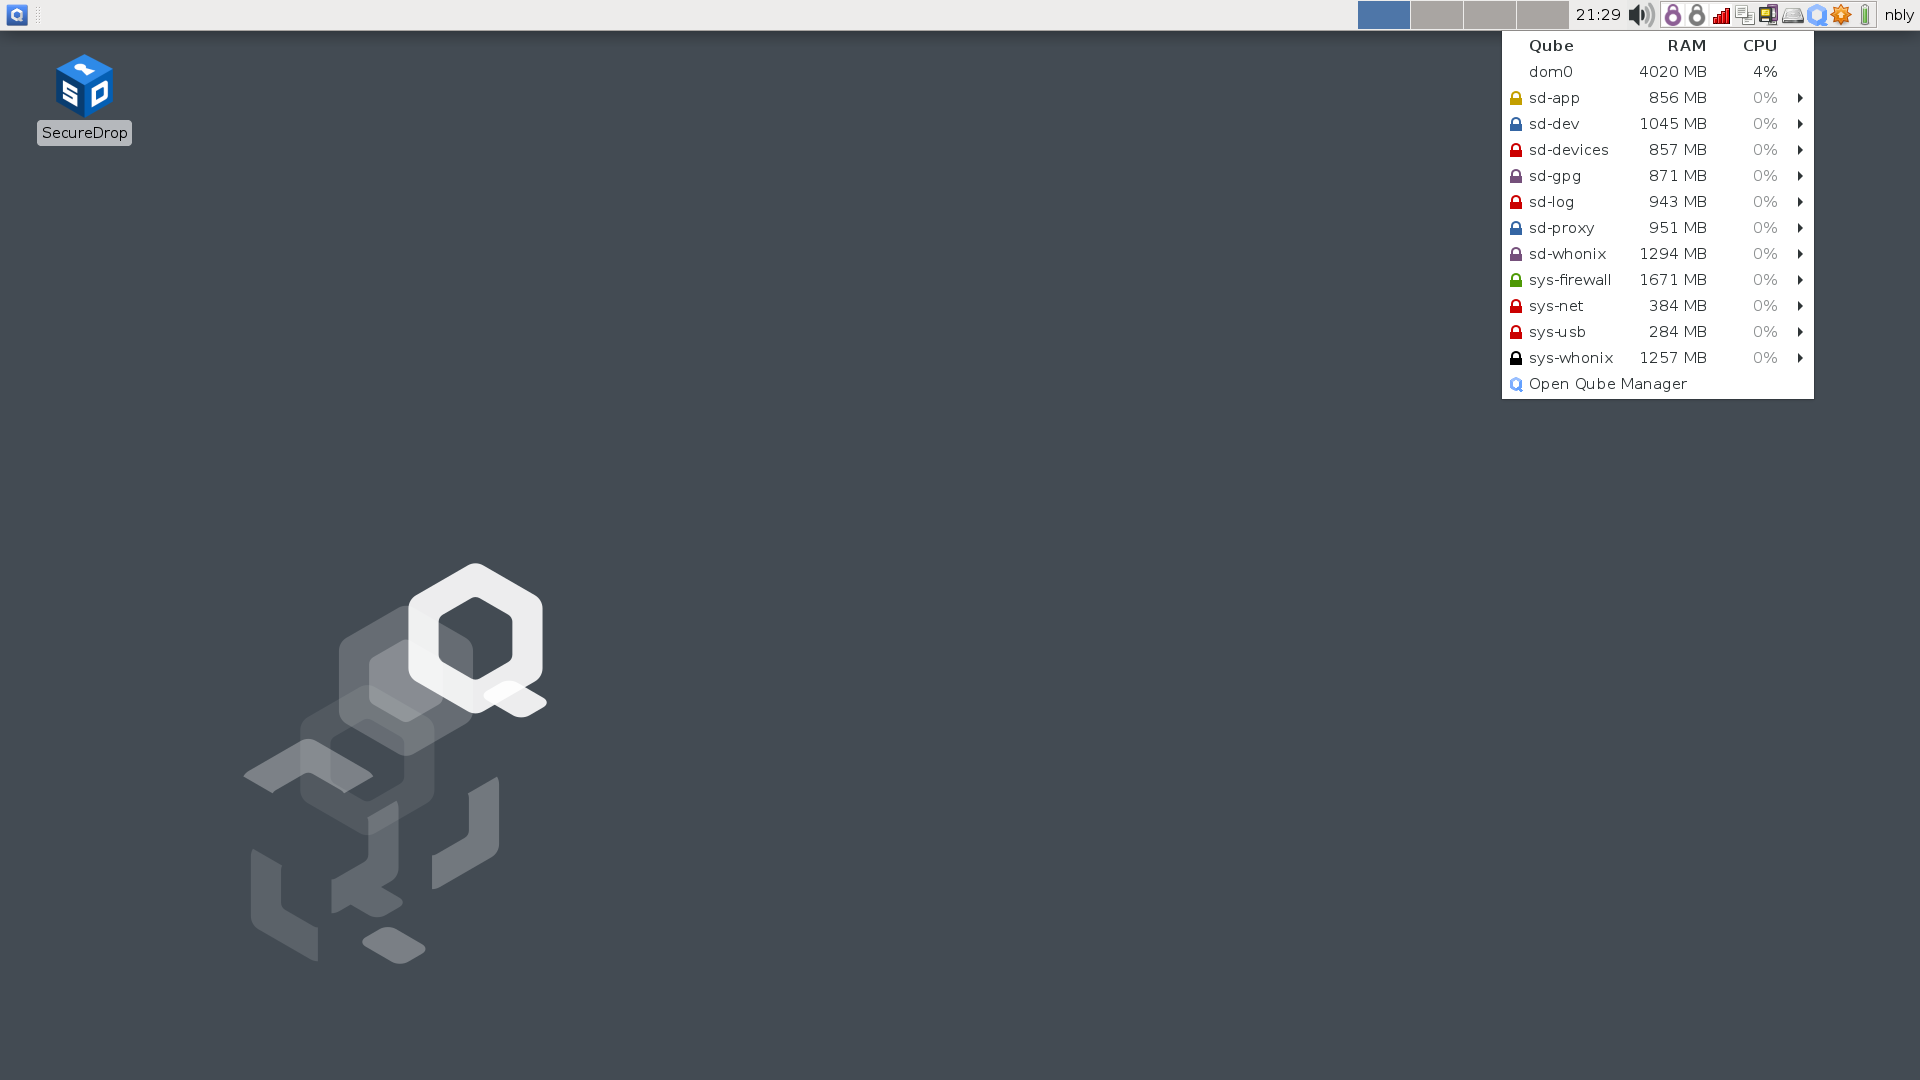 21:29 nbly
Qube RAM CPU
dom0 4020 MB 4%
sd-app 856 MB 0%
sd-dev 1045 MB 0%
sd-devices 857 MB 0%
sd-gpg 871 MB 0%
sd-log 943 MB 0%
sd-proxy 951 MB 0%
sd-whonix 1294 MB 0%
sys-firewall 1671 MB 0%
sys-net 384 MB 0%
sys-usb 284 MB 0%
sys-whonix 1257 MB 0%
Open Qube Manager
SD
SecureDrop